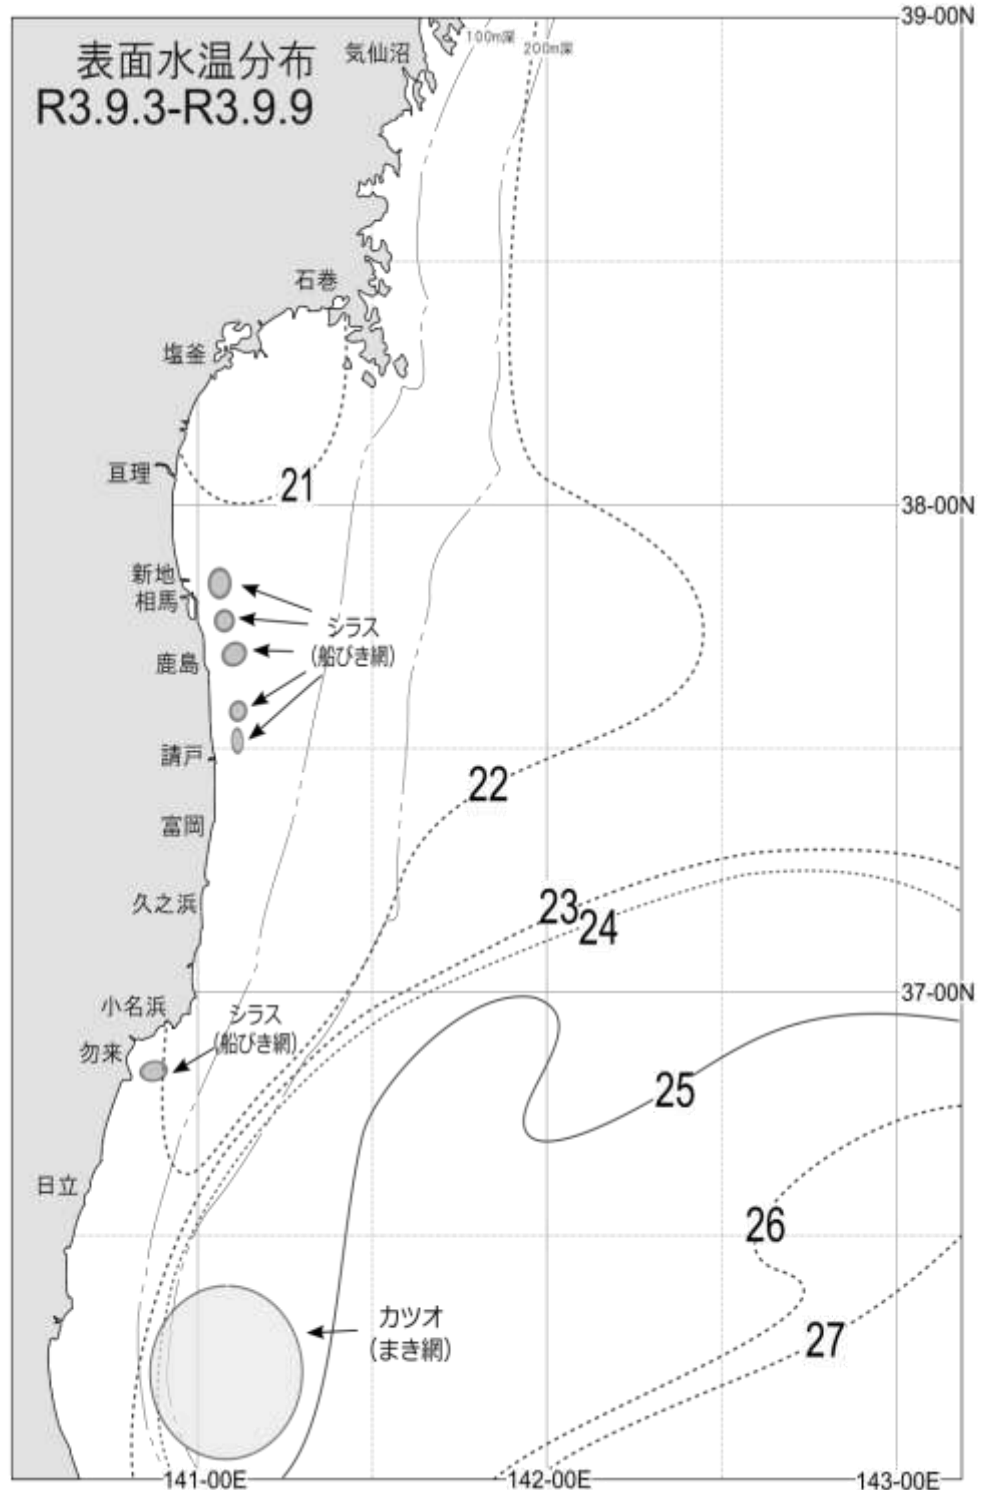 表面水温分布
R3.9.3-R3.9.9
気仙沼
100m深
200m深
39-00N
石巻
塩釜
亘理
21
38-00N
新地
相馬
シラス
(船びき網)
鹿島
請戸
22
富岡
久之浜
23
24
37-00N
小名浜
シラス
(船びき網)
勿来
25
日立
26
カツオ
(まき網)
27
141-00E
142-00E
143-00E